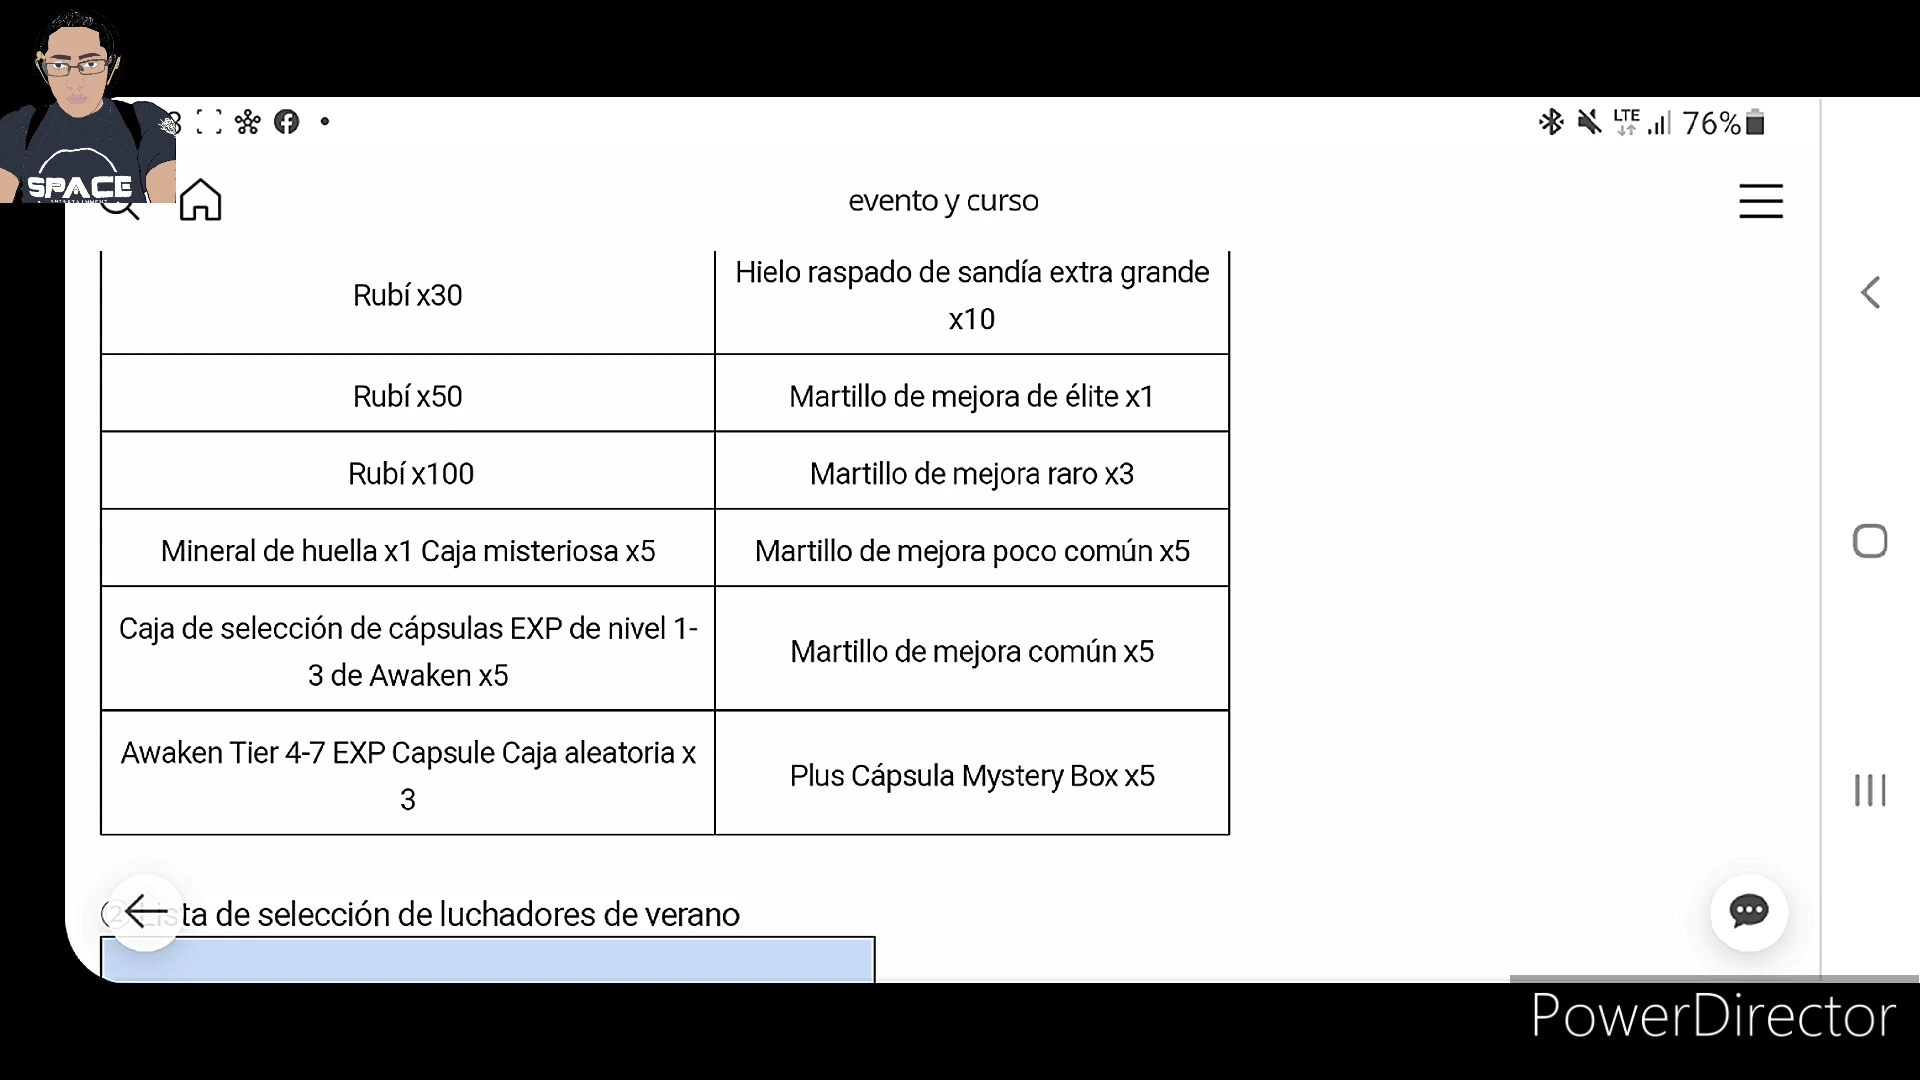 LTE
76%
SPACE
evento y curso
Rubí x30
Hielo raspado de sandía extra grande
x10
Rubí x50
Martillo de mejora de élite x1
Rubí x100
Martillo de mejora raro x3
Mineral de huella x1 Caja misteriosa x5
Martillo de mejora poco común x5
Caja de selección de cápsulas EXP de nivel 1-
3 de Awaken x5
Martillo de mejora común x5
Awaken Tier 4-7 EXP Capsule Caja aleatoria x
3
Plus Cápsula Mystery Box x5
de selección de luchadores de verano
PowerDirector